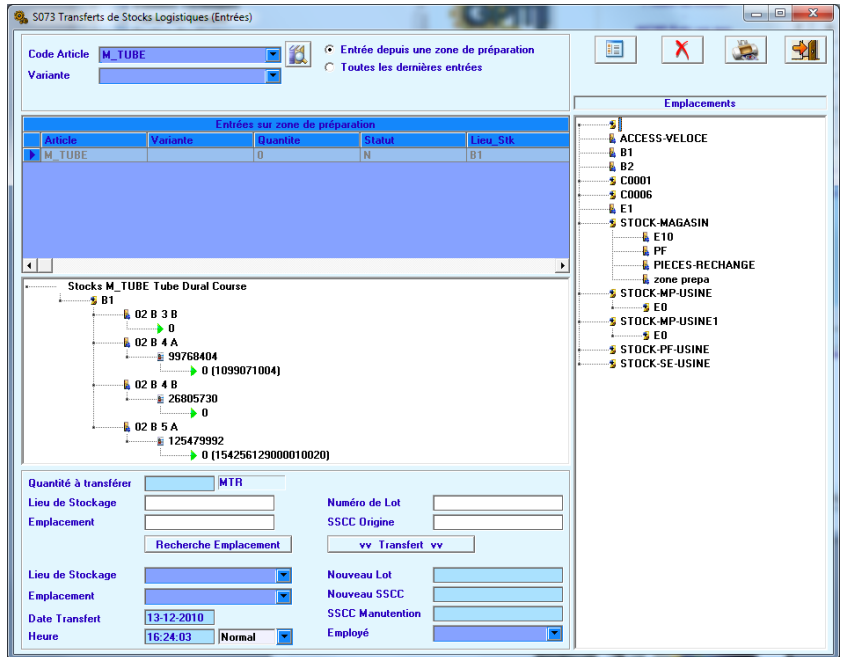 S073 Transferts de Stocks Logistiques (Entrées)
Code Article M_TUBE
Entrée depuis une zone de préparation
Toutes les dernières entrées
Variante
Emplacements
Entrées sur zone de préparation
Article Variante Quantite Statut Lieu_Stk
M_TUBE 0 N B1
Stocks M_TUBE Tube Dural Course
B1
02 B 3 B
0
02 B 4 A
99768404
0 (1099071004)
02 B 4 B
26805730
0
02 B 5 A
125479992
0 (154256129000010020)
ACCESS-VELOCE
B1
B2
C0001
C0006
E1
STOCK-MAGASIN
E10
PF
PIECES-RECHANGE
zone prepa
STOCK-MP-USINE
E0
STOCK-MP-USINE1
E0
STOCK-PF-USINE
STOCK-SE-USINE
Quantité à transférer MTR
Lieu de Stockage Numéro de Lot
Emplacement SSCC Origine
Recherche Emplacement vv Transfert vv
Lieu de Stockage Nouveau Lot
Emplacement Nouveau SSCC
Date Transfert 13-12-2010 SSCC Manutention
Heure 16:24:03 Normal Employé